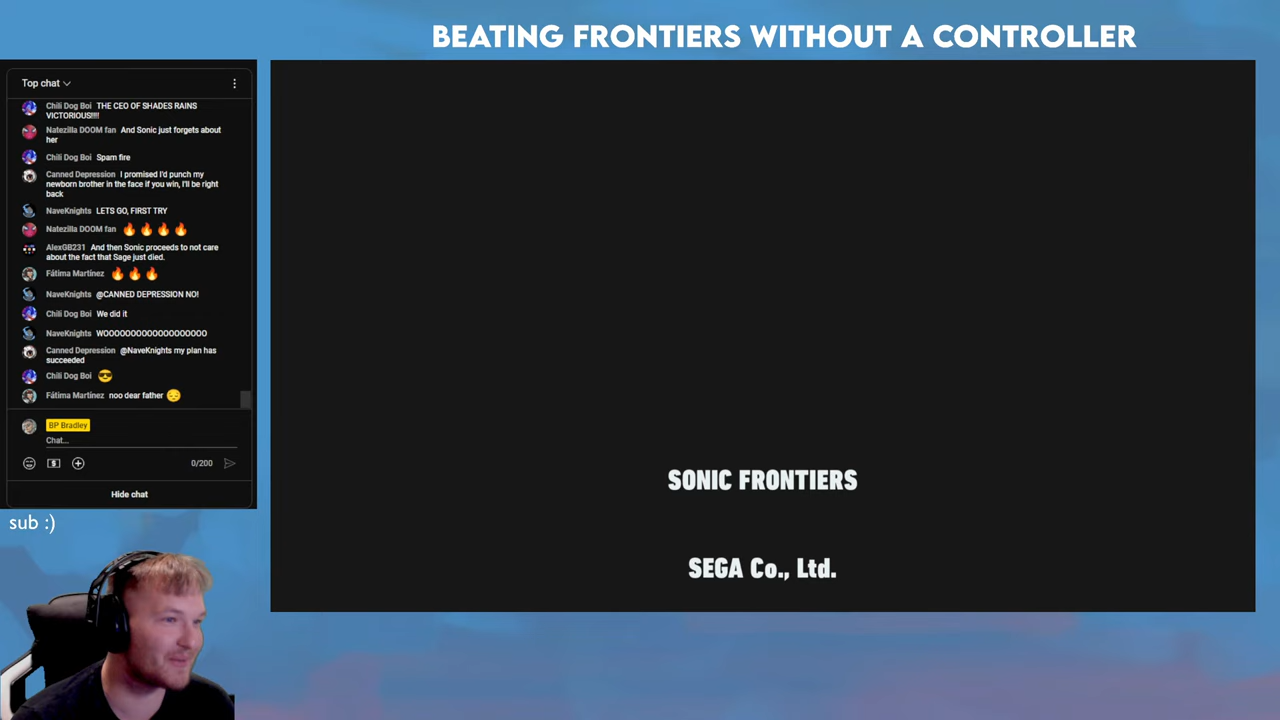 BEATING FRONTIERS WITHOUT A CONTROLLER
Top chat
Chili Dog Boi THE CEO OF SHADES RAINS
VICTORIOUS!!!!
Natezilla DOOM fan And Sonic just forgets about
her
Chili Dog Boi Spam fire
Canned Depression I promised I'd punch my
newborn brother in the face if you win, I'll be right
back
NaveKnights LETS GO, FIRST TRY
Natezilla DOOM fan 🔥 🔥 🔥 🔥
AlexGB231 And then Sonic proceeds to not care
about the fact that Sage just died.
Fátima Martínez 🔥 🔥 🔥
NaveKnights @CANNED DEPRESSION NO!
Chili Dog Boi We did it
NaveKnights WOOOOOOOOOOOOOOOOOO
Canned Depression @NaveKnights my plan has
succeeded
Chili Dog Boi 😎
Fátima Martínez noo dear father 😔
BP Bradley
Chat...
0/200
Hide chat
sub :)
SONIC FRONTIERS
SEGA Co., Ltd.